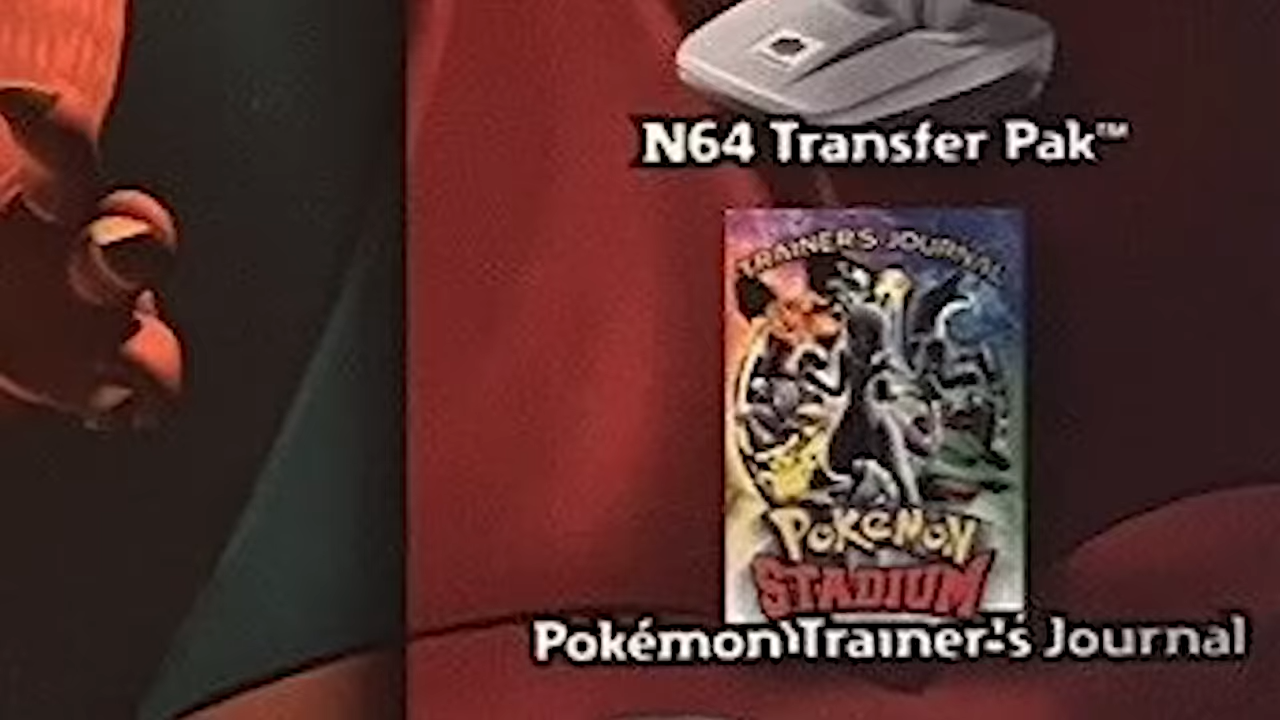 N64 Transfer Pak™
TRAINER'S JOURNAL
POKéMON
STADIUM
Pokémon Trainer's Journal